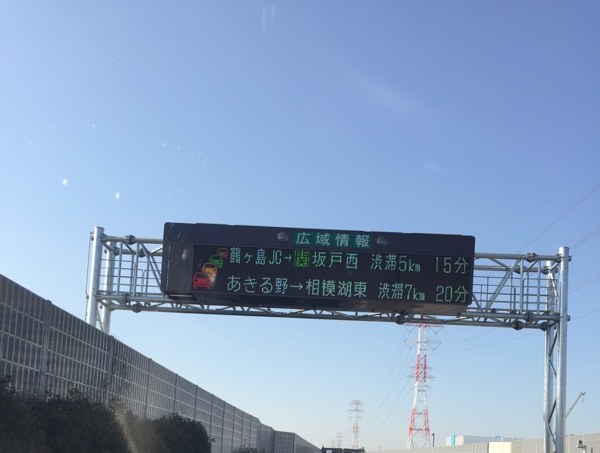 広域情報
鶴ヶ島JC→関坂戸西 渋滞5km 15分
あきる野→相模湖東 渋滞7km 20分